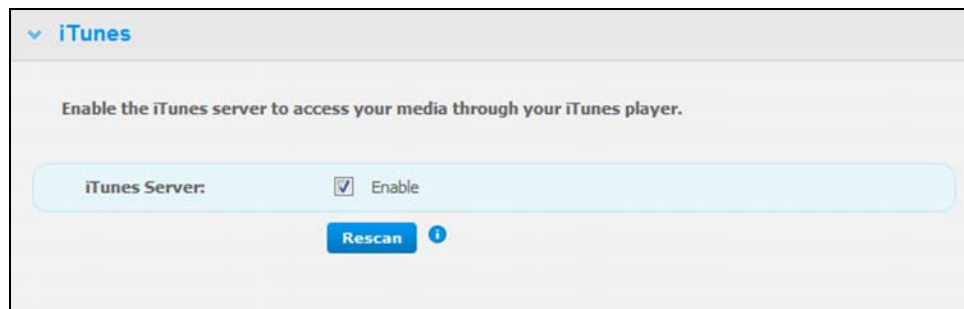 iTunes
Enable the iTunes server to access your media through your iTunes player.
iTunes Server: Enable
Rescan